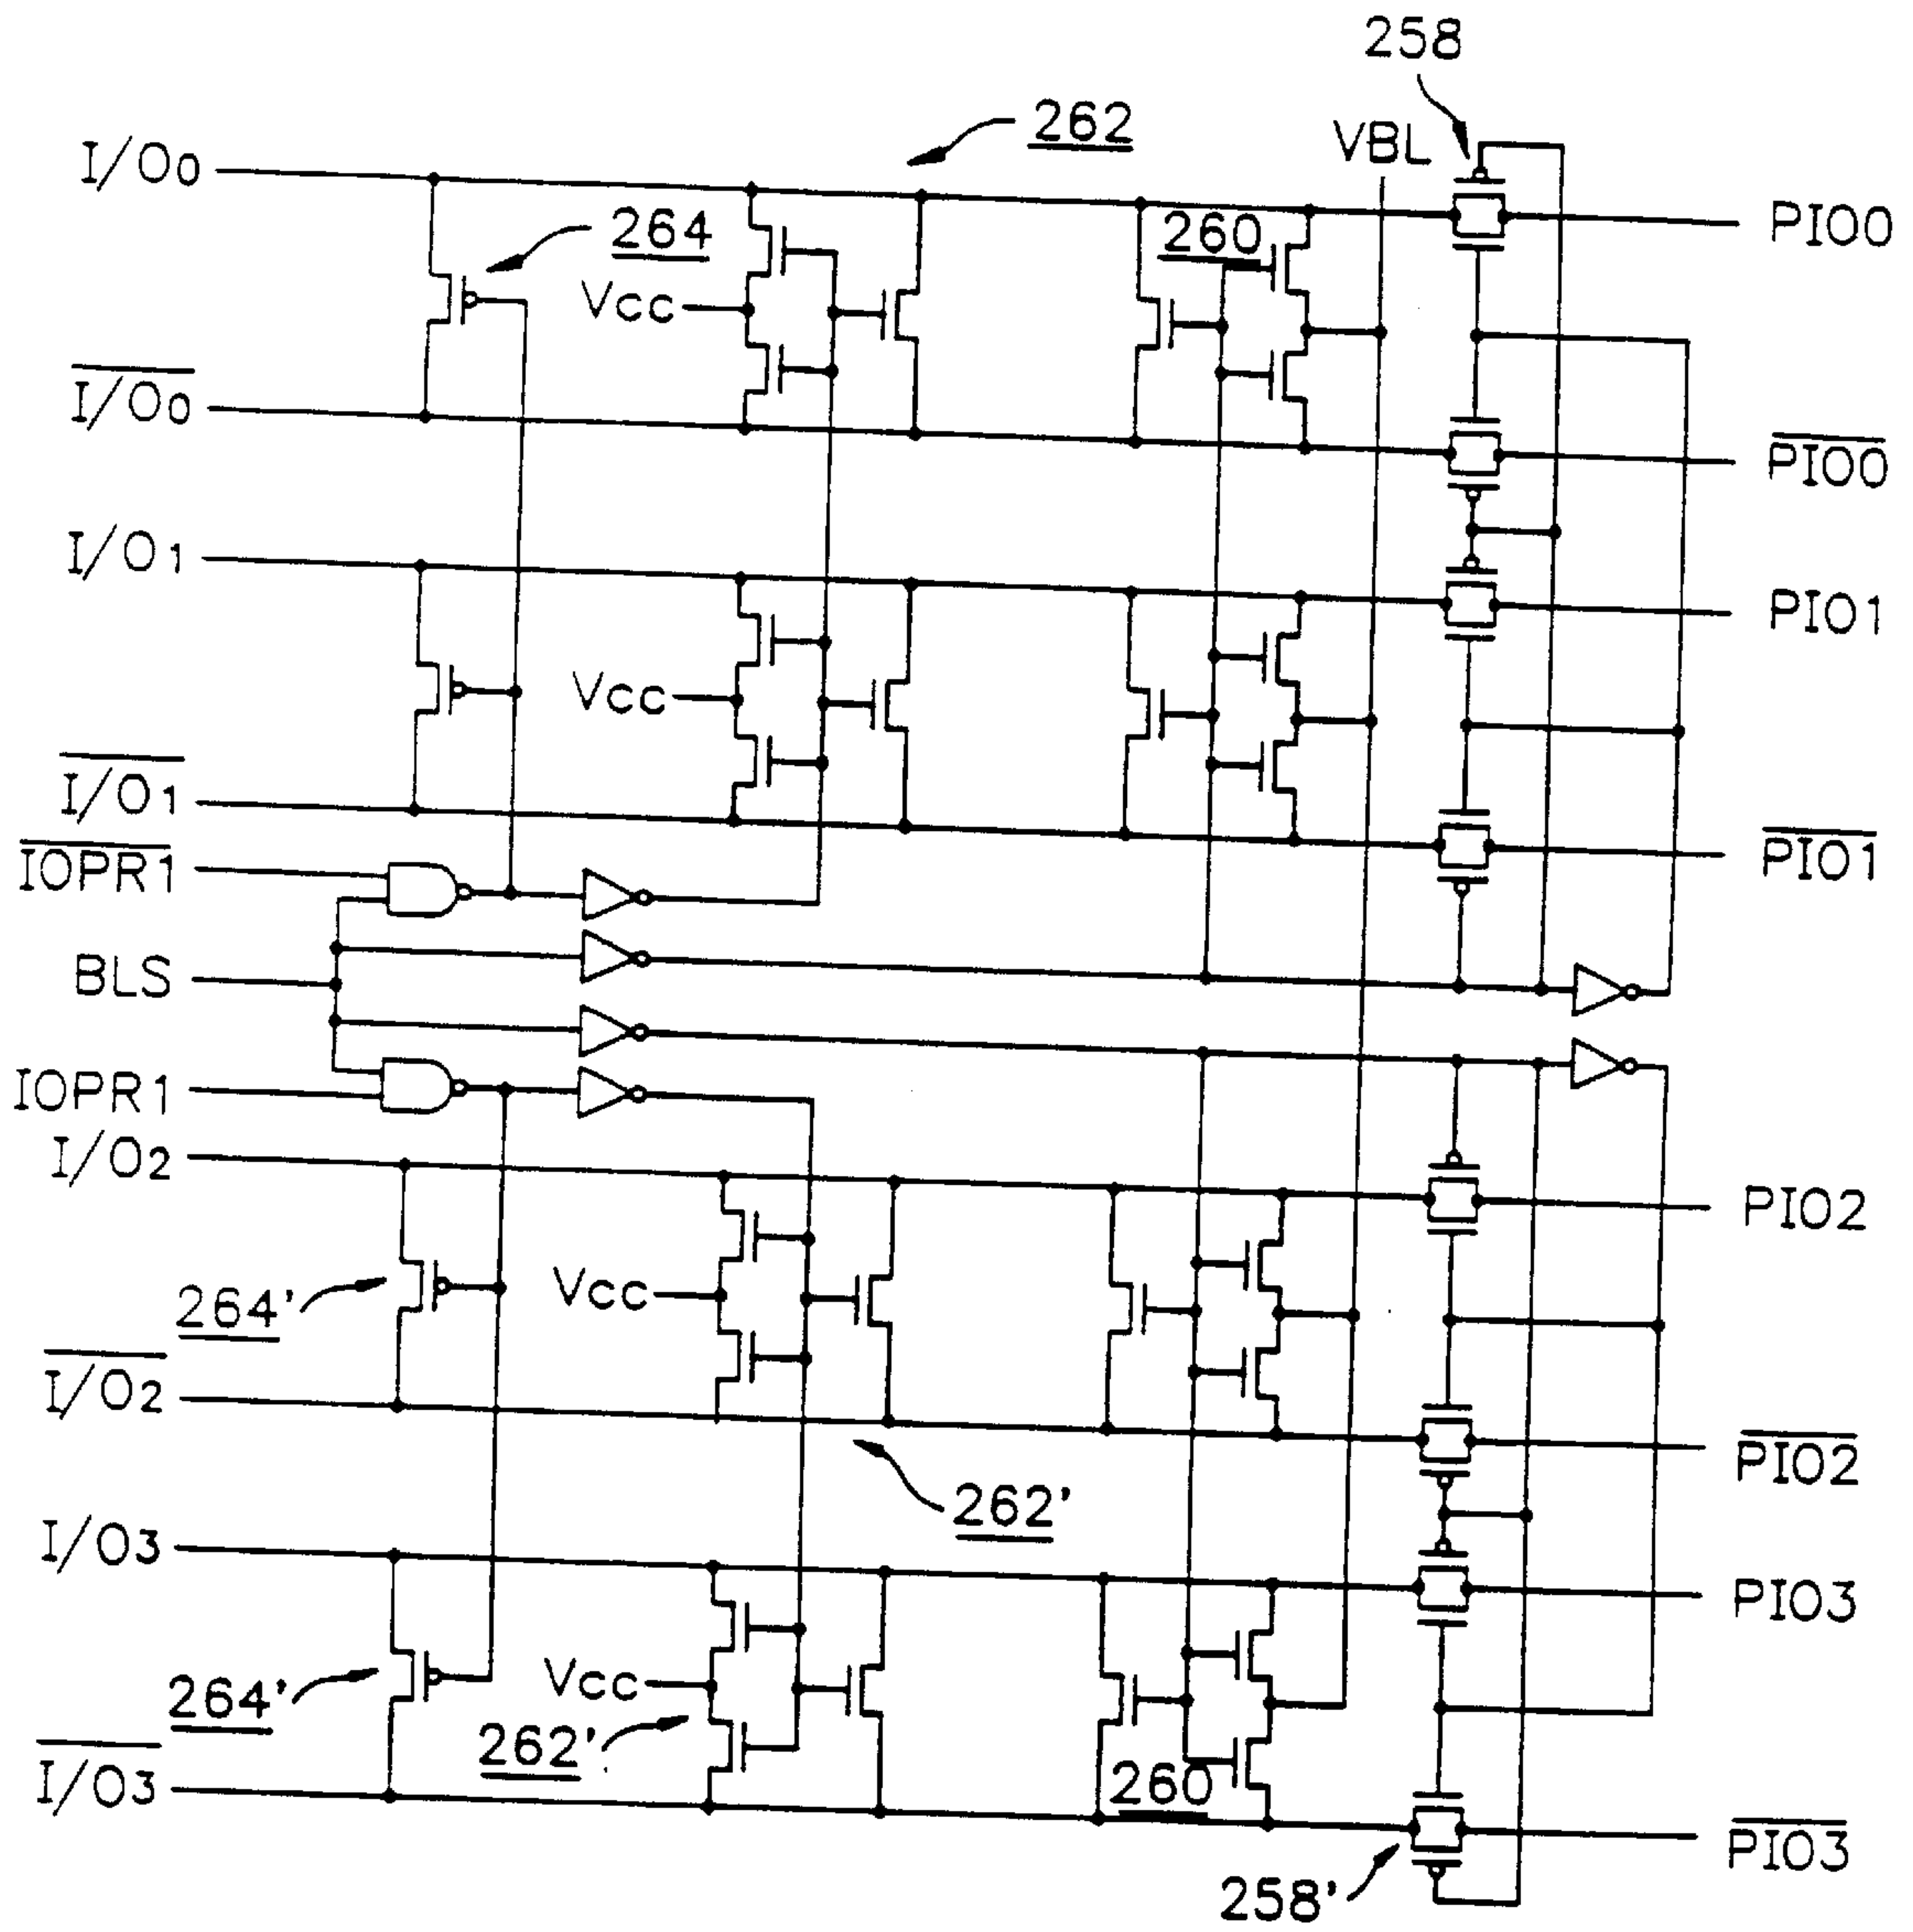 258
262
VBL
I/O0
264
260
PIO0
Vcc
I/O0
PIO0
I/O1
PIO1
Vcc
I/O1
IOPR1
PIO1
BLS
IOPR1
I/O2
PIO2
264'
Vcc
I/O2
PIO2
262'
I/O3
PIO3
264'
Vcc
262'
260
I/O3
PIO3
258'